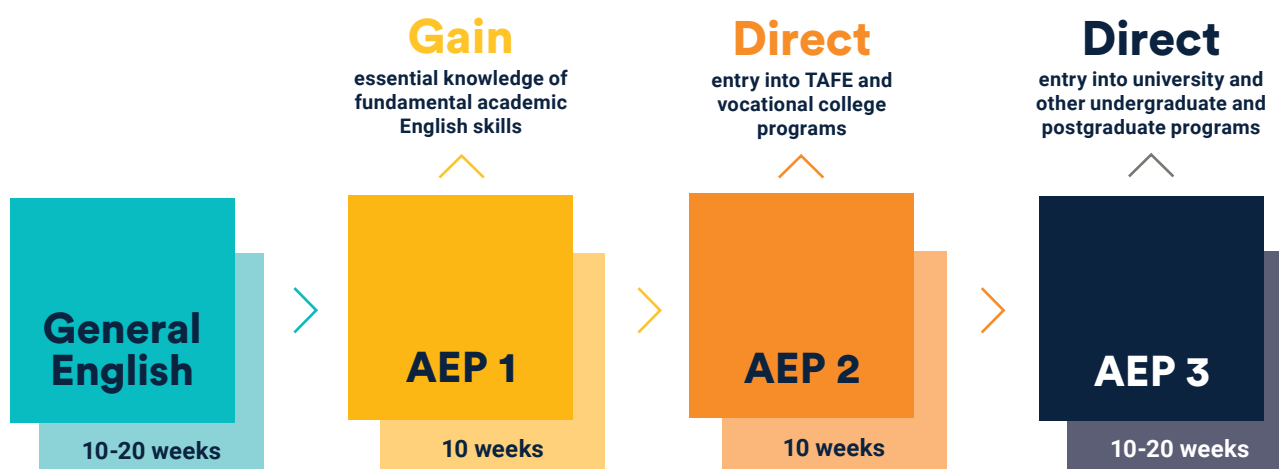 Gain
essential knowledge of
fundamental academic
English skills
Direct
entry into TAFE and
vocational college
programs
Direct
entry into university and
other undergraduate and
postgraduate programs
General
English
10-20 weeks
AEP 1
10 weeks
AEP 2
10 weeks
AEP 3
10-20 weeks